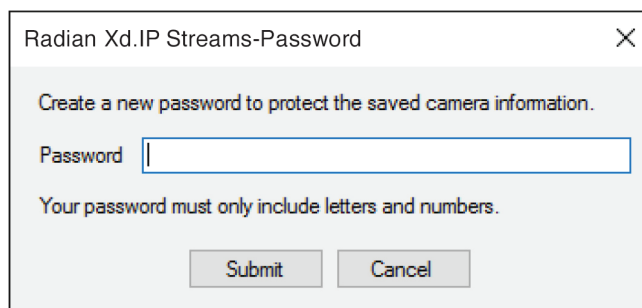 Radian Xd.IP Streams-Password
Create a new password to protect the saved camera information.
Password
Your password must only include letters and numbers.
Submit Cancel